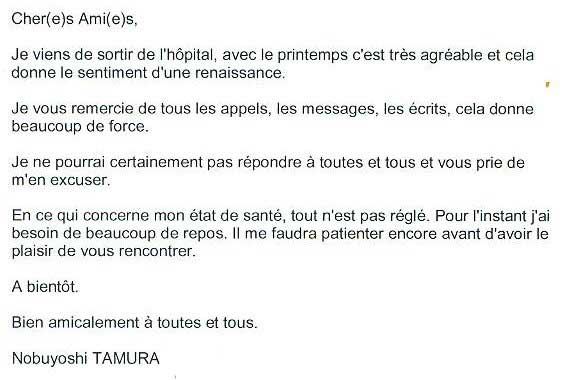 Cher(e)s Ami(e)s,
Je viens de sortir de l'hôpital, avec le printemps c'est très agréable et cela
donne le sentiment d'une renaissance.
Je vous remercie de tous les appels, les messages, les écrits, cela donne
beaucoup de force.
Je ne pourrai certainement pas répondre à toutes et tous et vous prie de
m'en excuser.
En ce qui concerne mon état de santé, tout n'est pas réglé. Pour l'instant j'ai
besoin de beaucoup de repos. Il me faudra patienter encore avant d'avoir le
plaisir de vous rencontrer.
A bientôt.
Bien amicalement à toutes et tous.
Nobuyoshi TAMURA